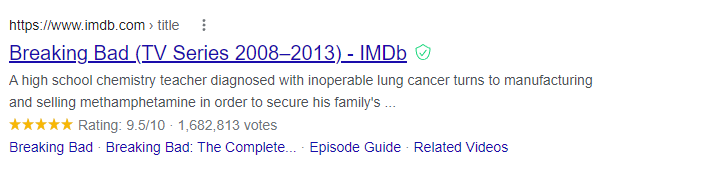 https://www.imdb.com › title
Breaking Bad (TV Series 2008–2013) - IMDb
A high school chemistry teacher diagnosed with inoperable lung cancer turns to manufacturing
and selling methamphetamine in order to secure his family's ...
Rating: 9.5/10 · 1,682,813 votes
Breaking Bad · Breaking Bad: The Complete... · Episode Guide · Related Videos